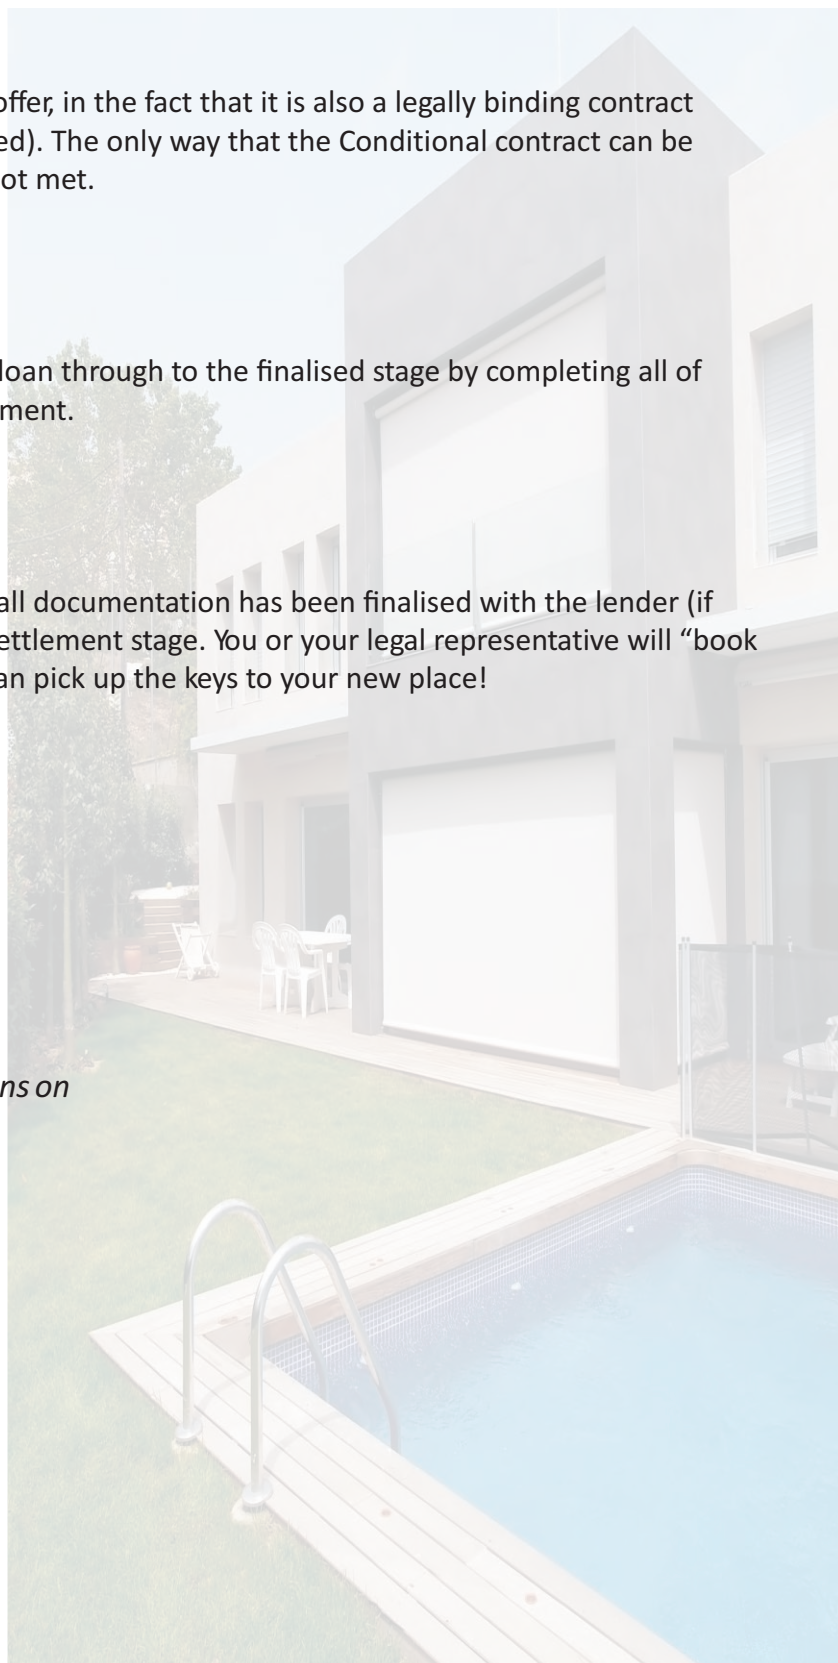 offer, in the fact that it is also a legally binding contract
ed). The only way that the Conditional contract can be
ot met.
loan through to the finalised stage by completing all of
ment.
all documentation has been finalised with the lender (if
ettlement stage. You or your legal representative will “book
an pick up the keys to your new place!
ns on